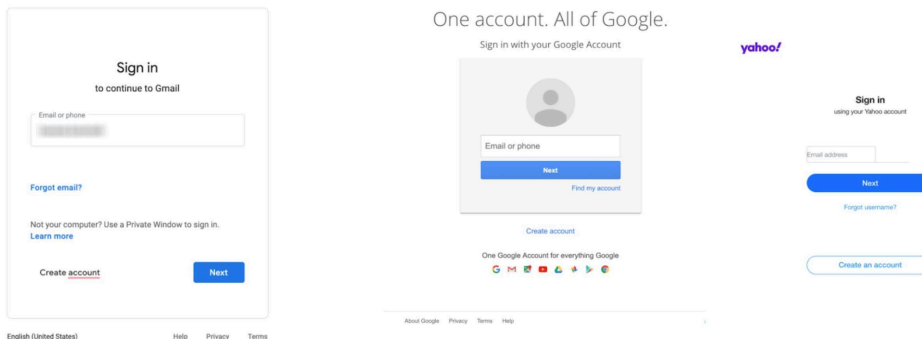 Sign in
to continue to Gmail
Email or phone
Forgot email?
Not your computer? Use a Private Window to sign in.
Learn more
Create account
Next
English (United States)
Help
Privacy
Terms
One account. All of Google.
Sign in with your Google Account
Email or phone
Next
Find my account
Create account
One Google Account for everything Google
About Google
Privacy
Terms
Help
yahoo!
Sign in
using your Yahoo account
Email address
Next
Forgot username?
Create an account